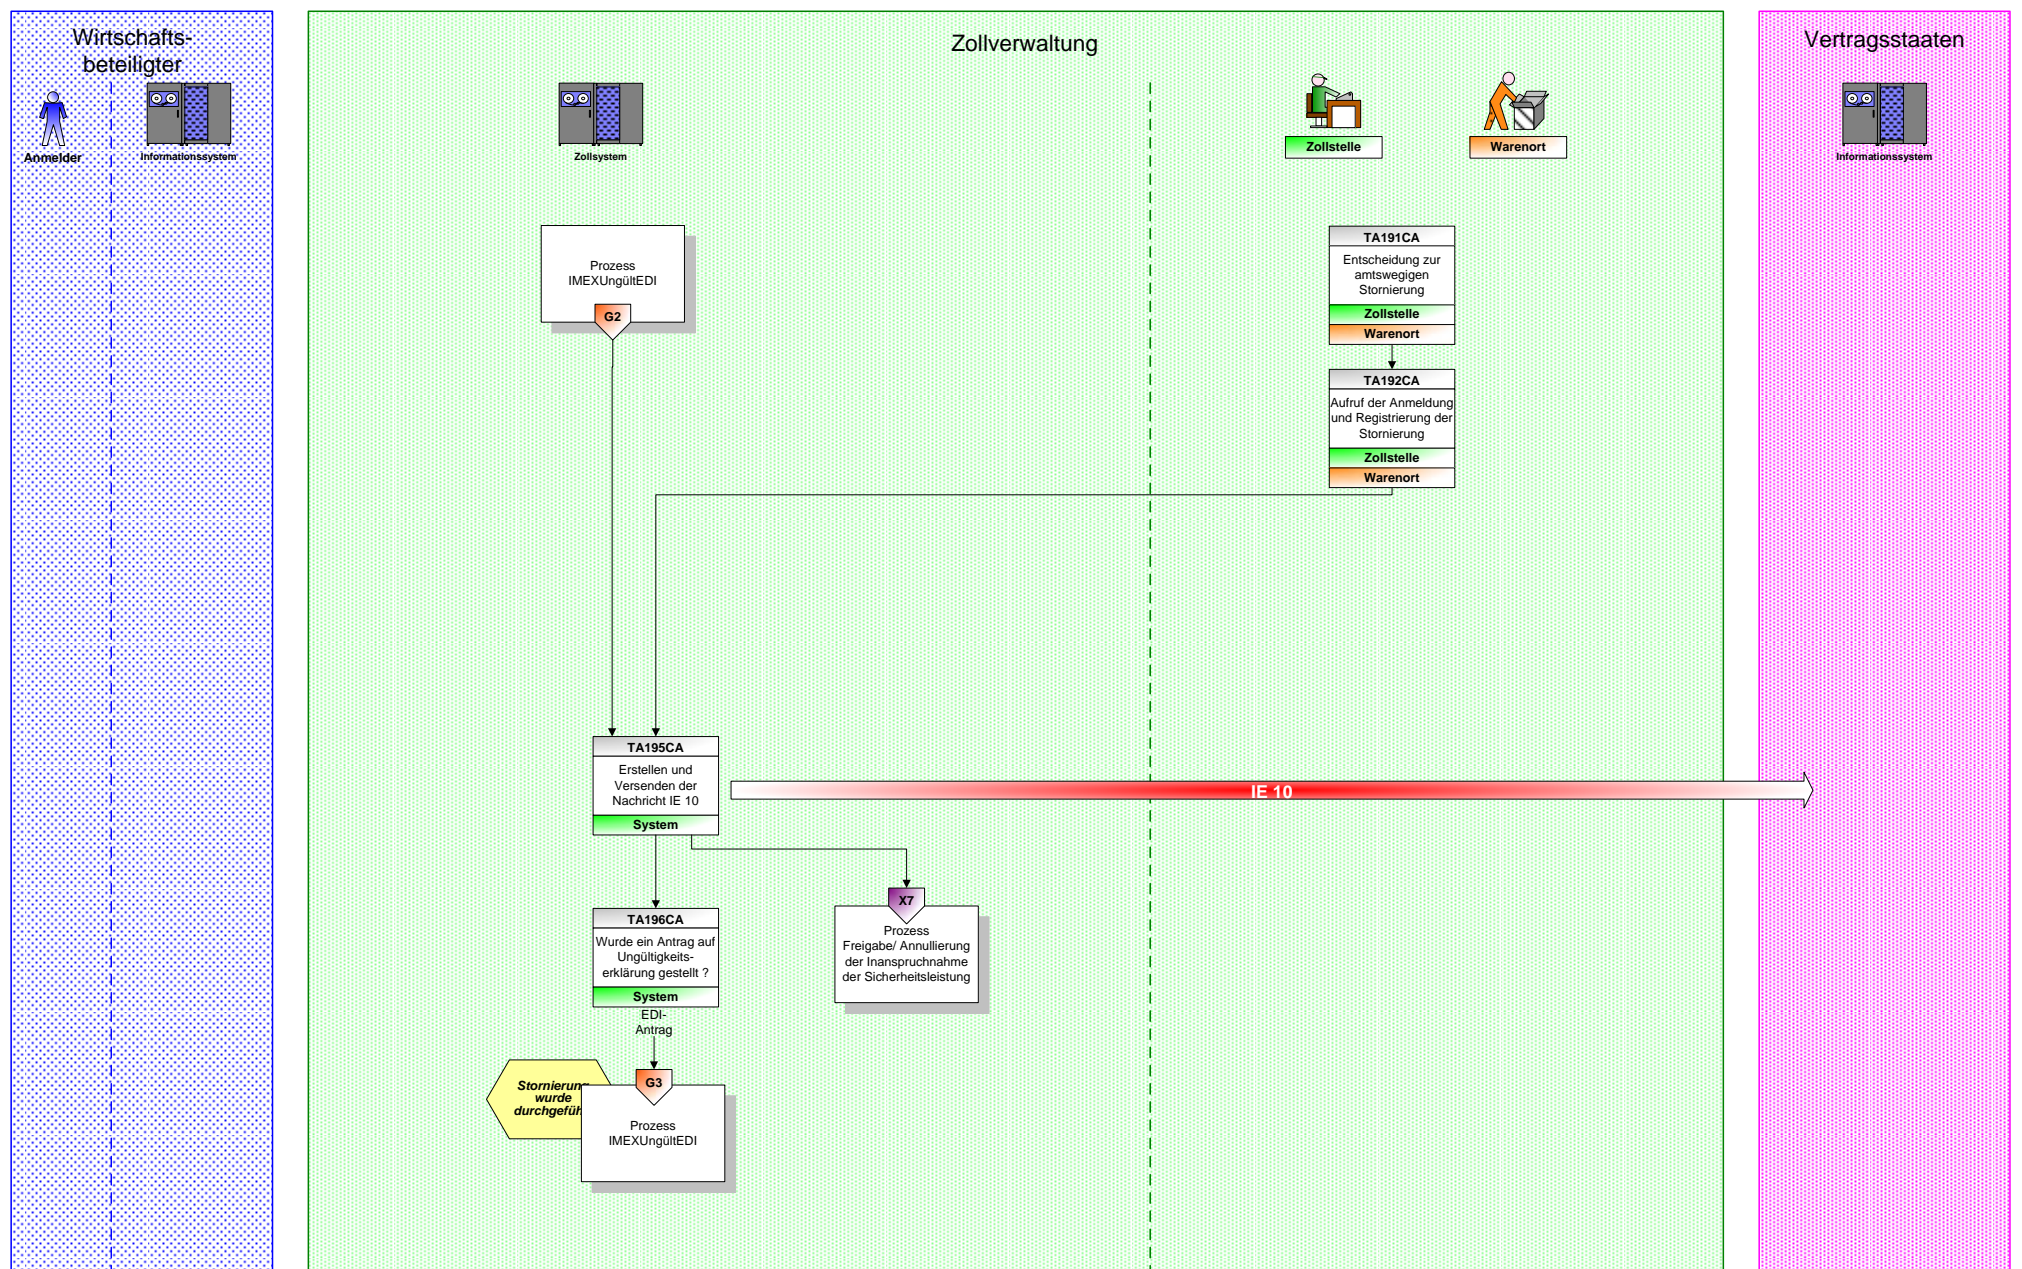 Wirtschafts-
beteiligter
Anmelder
Informationssystem
Zollverwaltung
Zollsystem
Zollstelle
Warenort
Vertragsstaaten
Informationssystem
Prozess
IMEXUngültEDI
G2
TA191CA
Entscheidung zur
amtswegigen
Stornierung
Zollstelle
Warenort
TA192CA
Aufruf der Anmeldung
und Registrierung der
Stornierung
Zollstelle
Warenort
TA195CA
Erstellen und
Versenden der
Nachricht IE 10
System
IE 10
TA196CA
Wurde ein Antrag auf
Ungültigkeits-
erklärung gestellt ?
System
X7
Prozess
Freigabe/ Annullierung
der Inanspruchnahme
der Sicherheitsleistung
EDI-
Antrag
Stornierung
wurde
durchgefüh
G3
Prozess
IMEXUngültEDI